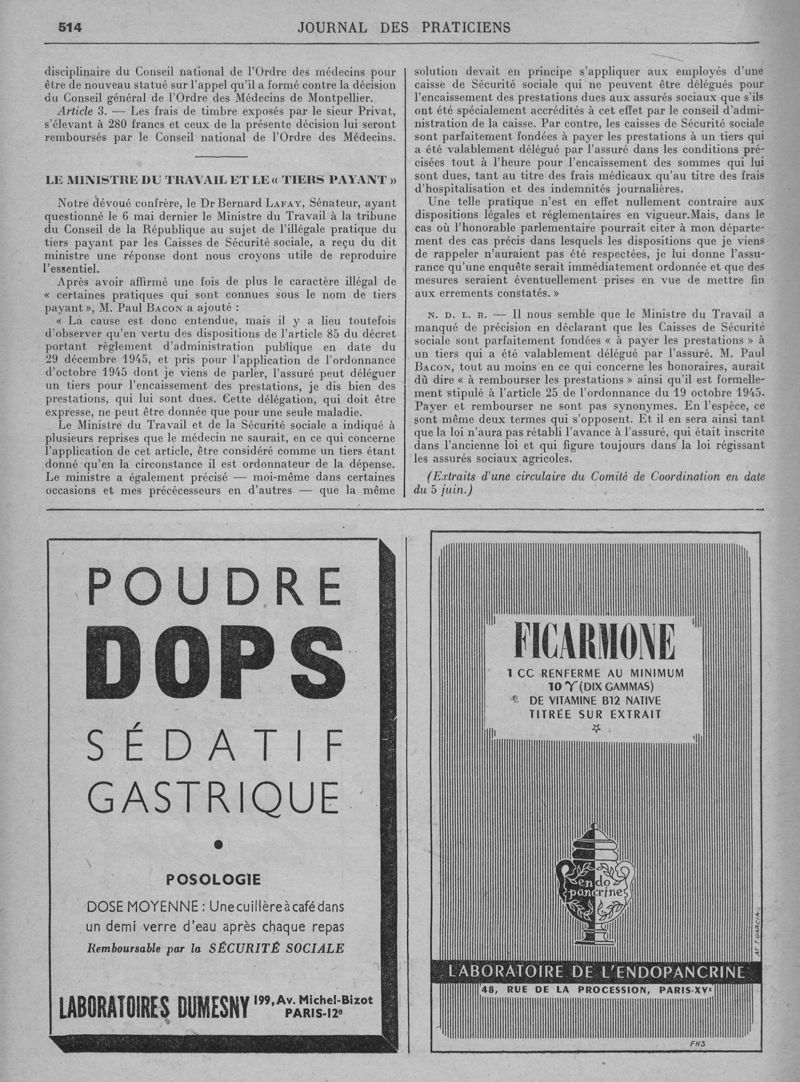 514
JOURNAL DES PRATICIENS
disciplinaire du Conseil national de l'Ordre des médecins pour
être de nouveau statué sur l'appel qu'il a formé contre la décision
du Conseil général de l'Ordre des Médecins de Montpellier.
Article 3. — Les frais de timbre exposés par le sieur Privat,
s'élevant à 280 francs et ceux de la présente décision lui seront
remboursés par le Conseil national de l'Ordre des Médecins.
LE MINISTRE DU TRAVAIL ET LE « TIERS PAYANT »
Notre dévoué confrère, le Dr Bernard LAFAY, Sénateur, ayant
questionné le 6 mai dernier le Ministre du Travail à la tribune
du Conseil de la République au sujet de l'illégale pratique du
tiers payant par les Caisses de Sécurité sociale, a reçu du dit
ministre une réponse dont nous croyons utile de reproduire
l'essentiel.
Après avoir affirmé une fois de plus le caractère illégal de
« certaines pratiques qui sont connues sous le nom de tiers
payant », M. Paul BACON a ajouté :
« La cause est donc entendue, mais il y a lieu toutefois
d'observer qu'en vertu des dispositions de l'article 85 du décret
portant règlement d'administration publique en date du
29 décembre 1945, et pris pour l'application de l'ordonnance
d'octobre 1945 dont je viens de parler, l'assuré peut déléguer
un tiers pour l'encaissement des prestations, je dis bien des
prestations, qui lui sont dues. Cette délégation, qui doit être
expresse, ne peut être donnée que pour une seule maladie.
Le Ministre du Travail et de la Sécurité sociale a indiqué à
plusieurs reprises que le médecin ne saurait, en ce qui concerne
l'application de cet article, être considéré comme un tiers étant
donné qu'en la circonstance il est ordonnateur de la dépense.
Le ministre a également précisé — moi-même dans certaines
occasions et mes précécesseurs en d'autres — que la même
solution devait en principe s'appliquer aux employés d'une
caisse de Sécurité sociale qui ne peuvent être délégués pour
l'encaissement des prestations dues aux assurés sociaux que s'ils
ont été spécialement accrédités à cet effet par le conseil d'admi-
nistration de la caisse. Par contre, les caisses de Sécurité sociale
sont parfaitement fondées à payer les prestations à un tiers qui
a été valablement délégué par l'assuré dans les conditions pré-
cisées tout à l'heure pour l'encaissement des sommes qui lui
sont dues, tant au titre des frais médicaux qu'au titre des frais
d'hospitalisation et des indemnités journalières.
Une telle pratique n'est en effet nullement contraire aux
dispositions légales et réglementaires en vigueur.Mais, dans le
cas où l'honorable parlementaire pourrait citer à mon départe-
ment des cas précis dans lesquels les dispositions que je viens
de rappeler n'auraient pas été respectées, je lui donne l'assu-
rance qu'une enquête serait immédiatement ordonnée et que des
mesures seraient éventuellement prises en vue de mettre fin
aux errements constatés. »
N. D. L. R. — Il nous semble que le Ministre du Travail a
manqué de précision en déclarant que les Caisses de Sécurité
sociale sont parfaitement fondées « à payer les prestations » à
un tiers qui a été valablement délégué par l'assuré. M. Paul
BACON, tout au moins en ce qui concerne les honoraires, aurait
dû dire « à rembourser les prestations » ainsi qu'il est formelle-
ment stipulé à l'article 25 de l'ordonnance du 19 octobre 1945.
Payer et rembourser ne sont pas synonymes. En l'espèce, ce
sont même deux termes qui s'opposent. Et il en sera ainsi tant
que la loi n'aura pas rétabli l'avance à l'assuré, qui était inscrite
dans l'ancienne loi et qui figure toujours dans la loi régissant
les assurés sociaux agricoles.
(Extraits d'une circulaire du Comité de Coordination en date
du 5 juin.)
POUDRE
DOPS
SÉDATIF
GASTRIQUE
•
POSOLOGIE
DOSE MOYENNE : Une cuillère à café dans
un demi verre d'eau après chaque repas
Remboursable par la SÉCURITÉ SOCIALE
LABORATOIRES DUMESNY 199, Av. Michel-Bizot
PARIS-12e
FICARMONE
1 CC RENFERME AU MINIMUM
10 ϒ (DIX GAMMAS)
DE VITAMINE B12 NATIVE
TITRÉE SUR EXTRAIT
endo
pancrine
AT. F. GARCIA
LABORATOIRE DE L'ENDOPANCRINE
48, RUE DE LA PROCESSION, PARIS-XVe
FH3